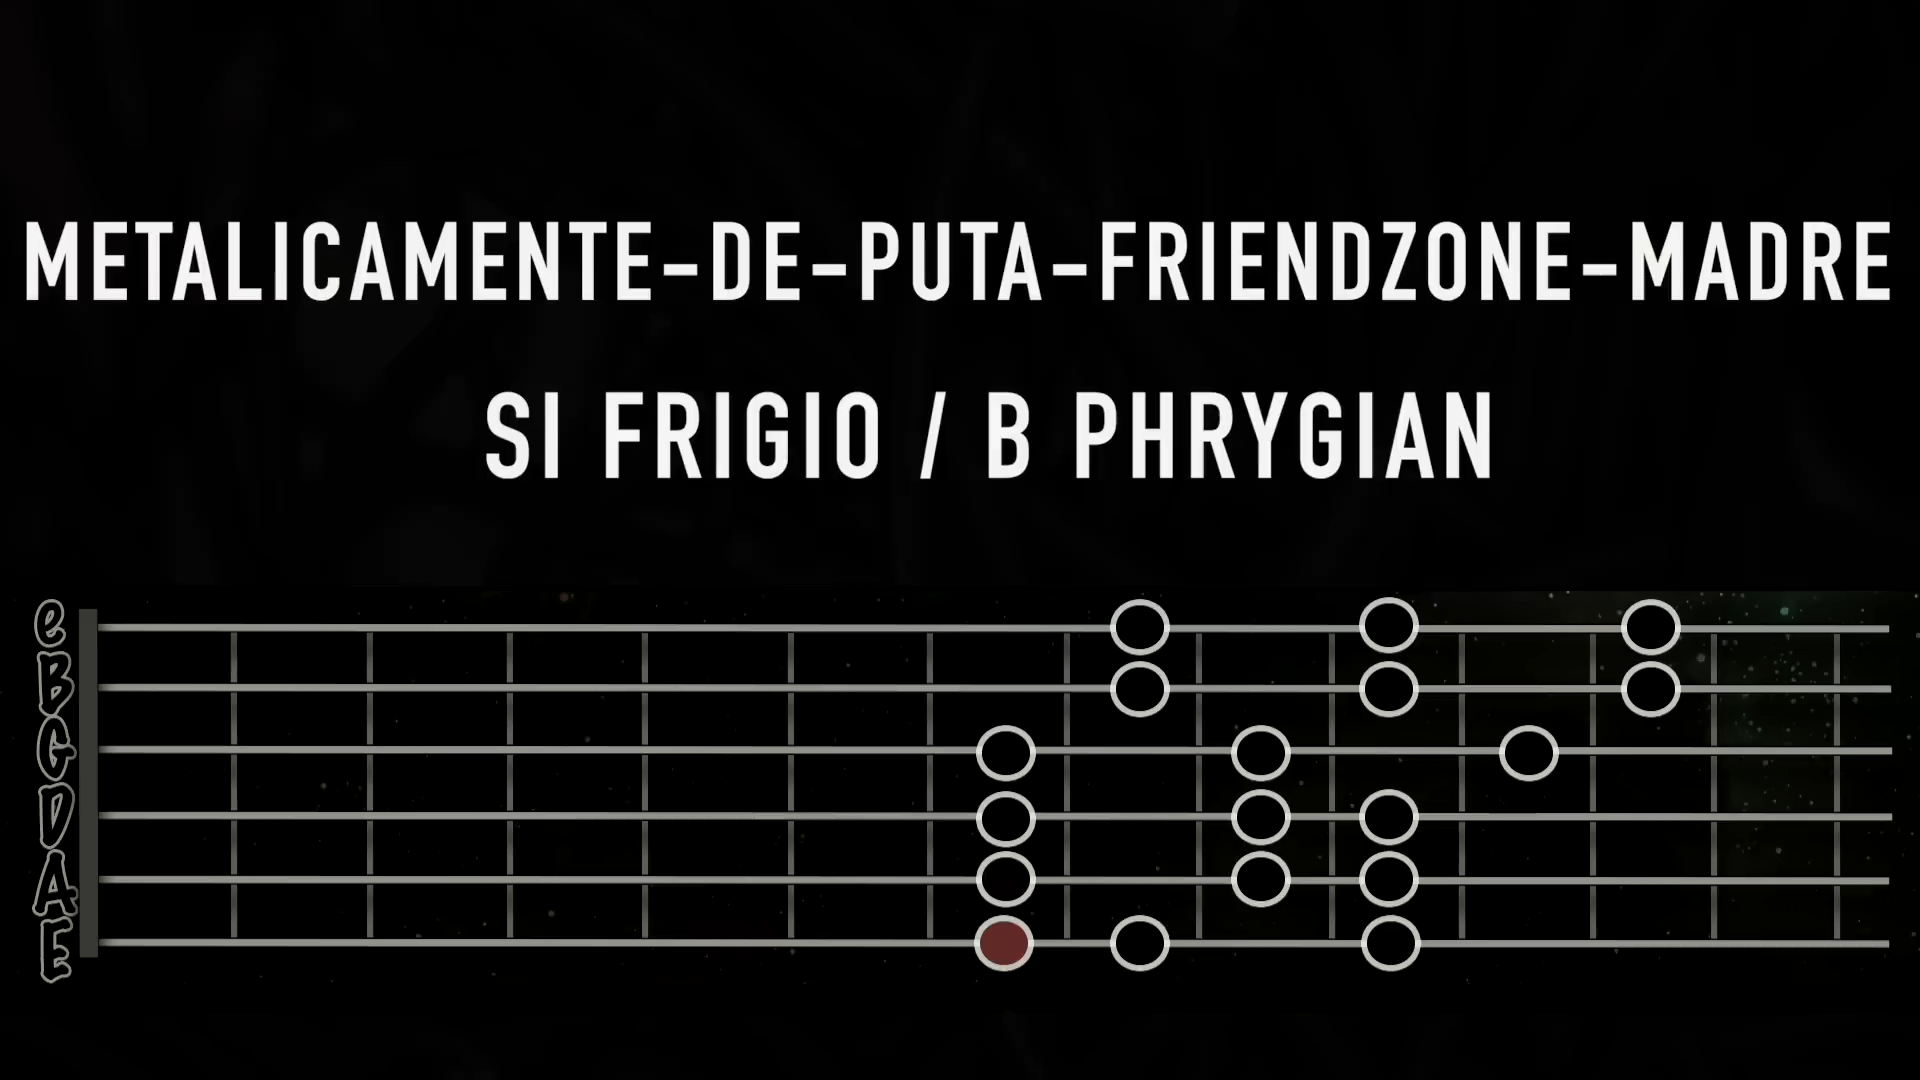 METALICAMENTE-DE-PUTA-FRIENDZONE-MADRE
SI FRIGIO / B PHRYGIAN
e
B
G
D
A
E